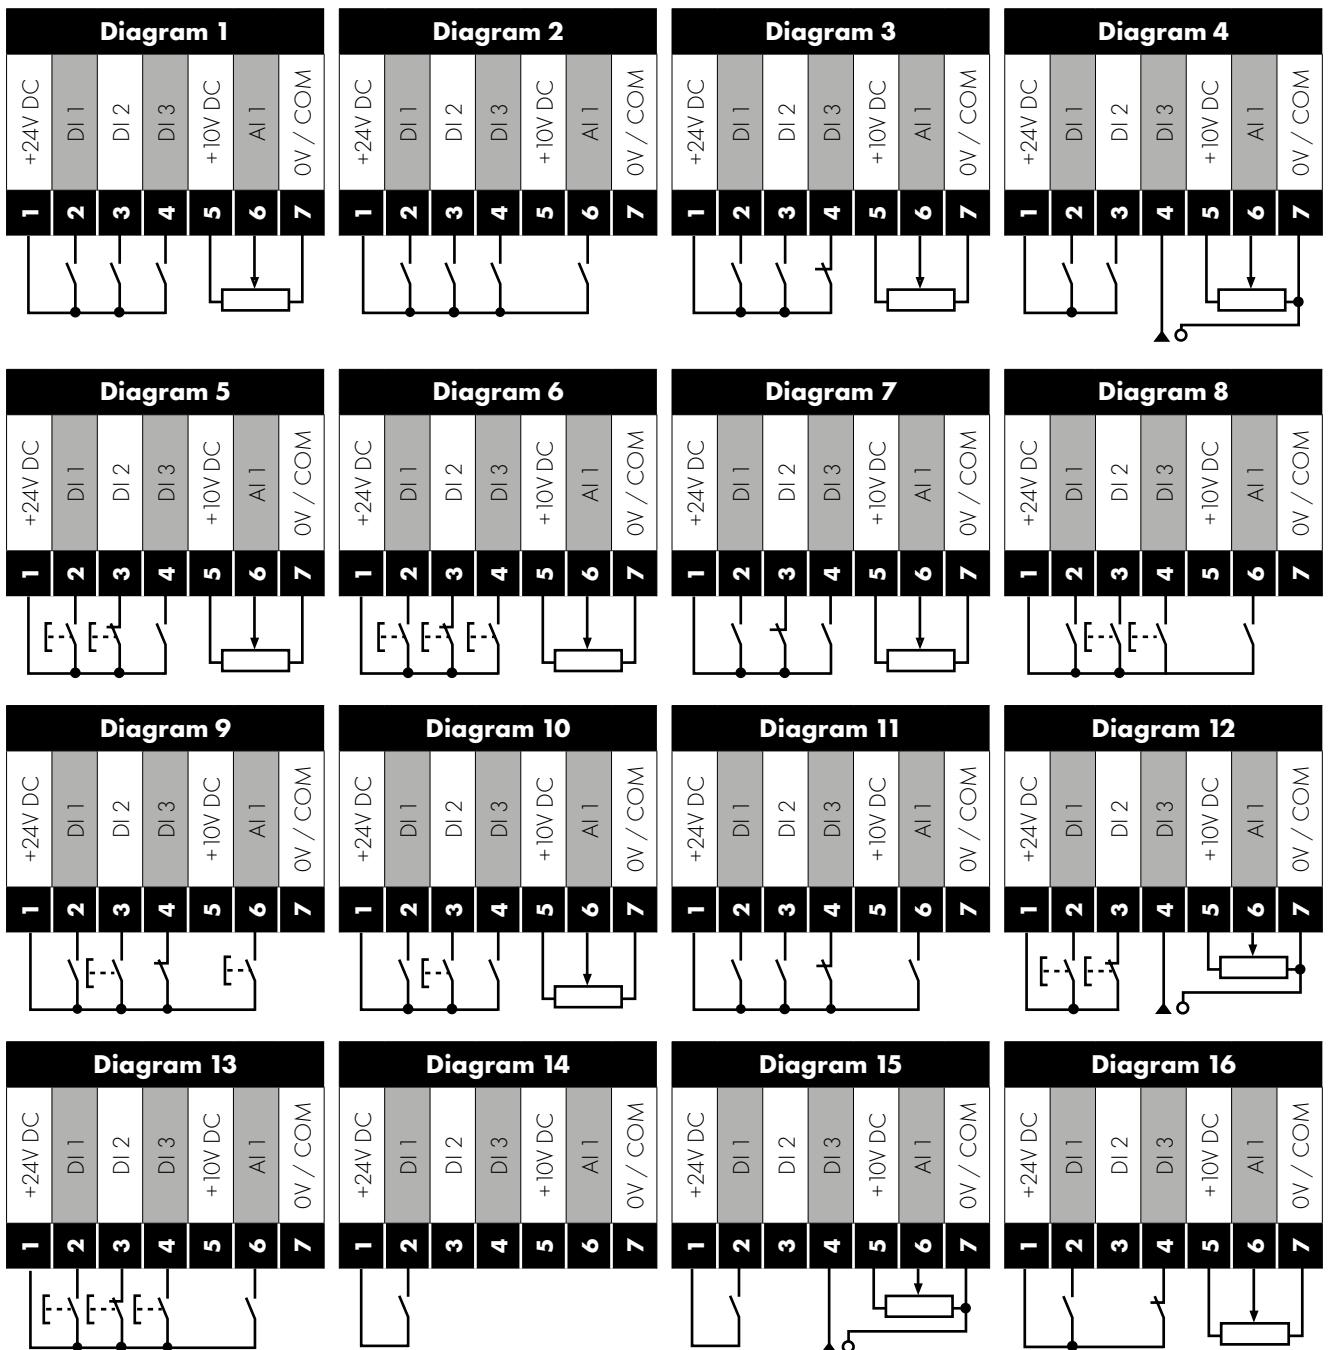 Diagram 1 Diagram 2 Diagram 3 Diagram 4
+24V DC DI 1 DI 2 DI 3 +10V DC AI 1 0V / COM +24V DC DI 1 DI 2 DI 3 +10V DC AI 1 0V / COM +24V DC DI 1 DI 2 DI 3 +10V DC AI 1 0V / COM +24V DC DI 1 DI 2 DI 3 +10V DC AI 1 0V / COM
1 2 3 4 5 6 7 1 2 3 4 5 6 7 1 2 3 4 5 6 7 1 2 3 4 5 6 7
Diagram 5 Diagram 6 Diagram 7 Diagram 8
+24V DC DI 1 DI 2 DI 3 +10V DC AI 1 0V / COM +24V DC DI 1 DI 2 DI 3 +10V DC AI 1 0V / COM +24V DC DI 1 DI 2 DI 3 +10V DC AI 1 0V / COM +24V DC DI 1 DI 2 DI 3 +10V DC AI 1 0V / COM
1 2 3 4 5 6 7 1 2 3 4 5 6 7 1 2 3 4 5 6 7 1 2 3 4 5 6 7
Diagram 9 Diagram 10 Diagram 11 Diagram 12
+24V DC DI 1 DI 2 DI 3 +10V DC AI 1 0V / COM +24V DC DI 1 DI 2 DI 3 +10V DC AI 1 0V / COM +24V DC DI 1 DI 2 DI 3 +10V DC AI 1 0V / COM +24V DC DI 1 DI 2 DI 3 +10V DC AI 1 0V / COM
1 2 3 4 5 6 7 1 2 3 4 5 6 7 1 2 3 4 5 6 7 1 2 3 4 5 6 7
Diagram 13 Diagram 14 Diagram 15 Diagram 16
+24V DC DI 1 DI 2 DI 3 +10V DC AI 1 0V / COM +24V DC DI 1 DI 2 DI 3 +10V DC AI 1 0V / COM +24V DC DI 1 DI 2 DI 3 +10V DC AI 1 0V / COM +24V DC DI 1 DI 2 DI 3 +10V DC AI 1 0V / COM
1 2 3 4 5 6 7 1 2 3 4 5 6 7 1 2 3 4 5 6 7 1 2 3 4 5 6 7